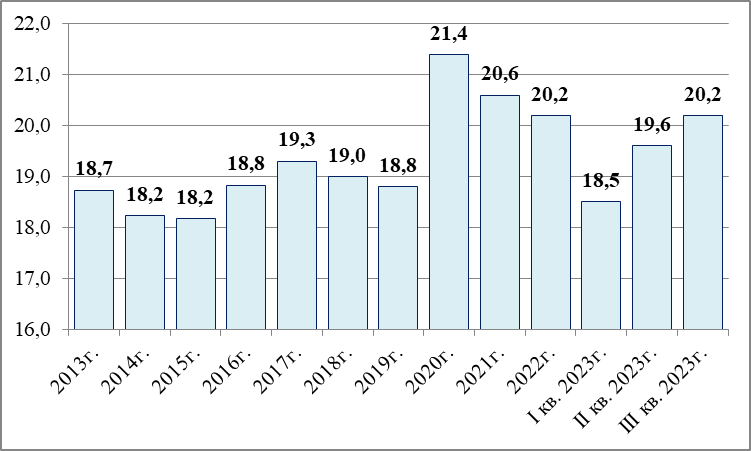 22,0
21,0
20,0
19,0
18,0
17,0
16,0
18,7
18,2
18,2
18,8
19,3
19,0
18,8
21,4
20,6
20,2
18,5
19,6
20,2
2013г.
2014г.
2015г.
2016г.
2017г.
2018г.
2019г.
2020г.
2021г.
2022г.
I кв. 2023г.
II кв. 2023г.
III кв. 2023г.